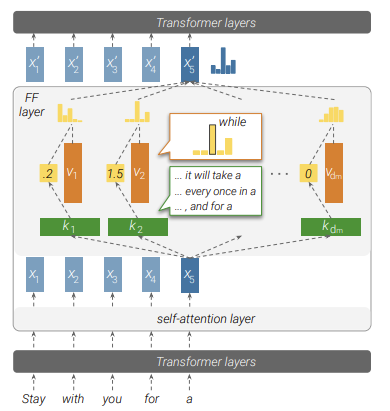 Transformer layers
x'1 x'2 x'3 x'4 x'5
FF
layer
while
.2 v1 1.5 v2 0 vdm
... it will take a
... every once in a
... , and for a
...
k1 k2 kdm
x1 x2 x3 x4 x5
self-attention layer
Transformer layers
Stay with you for a